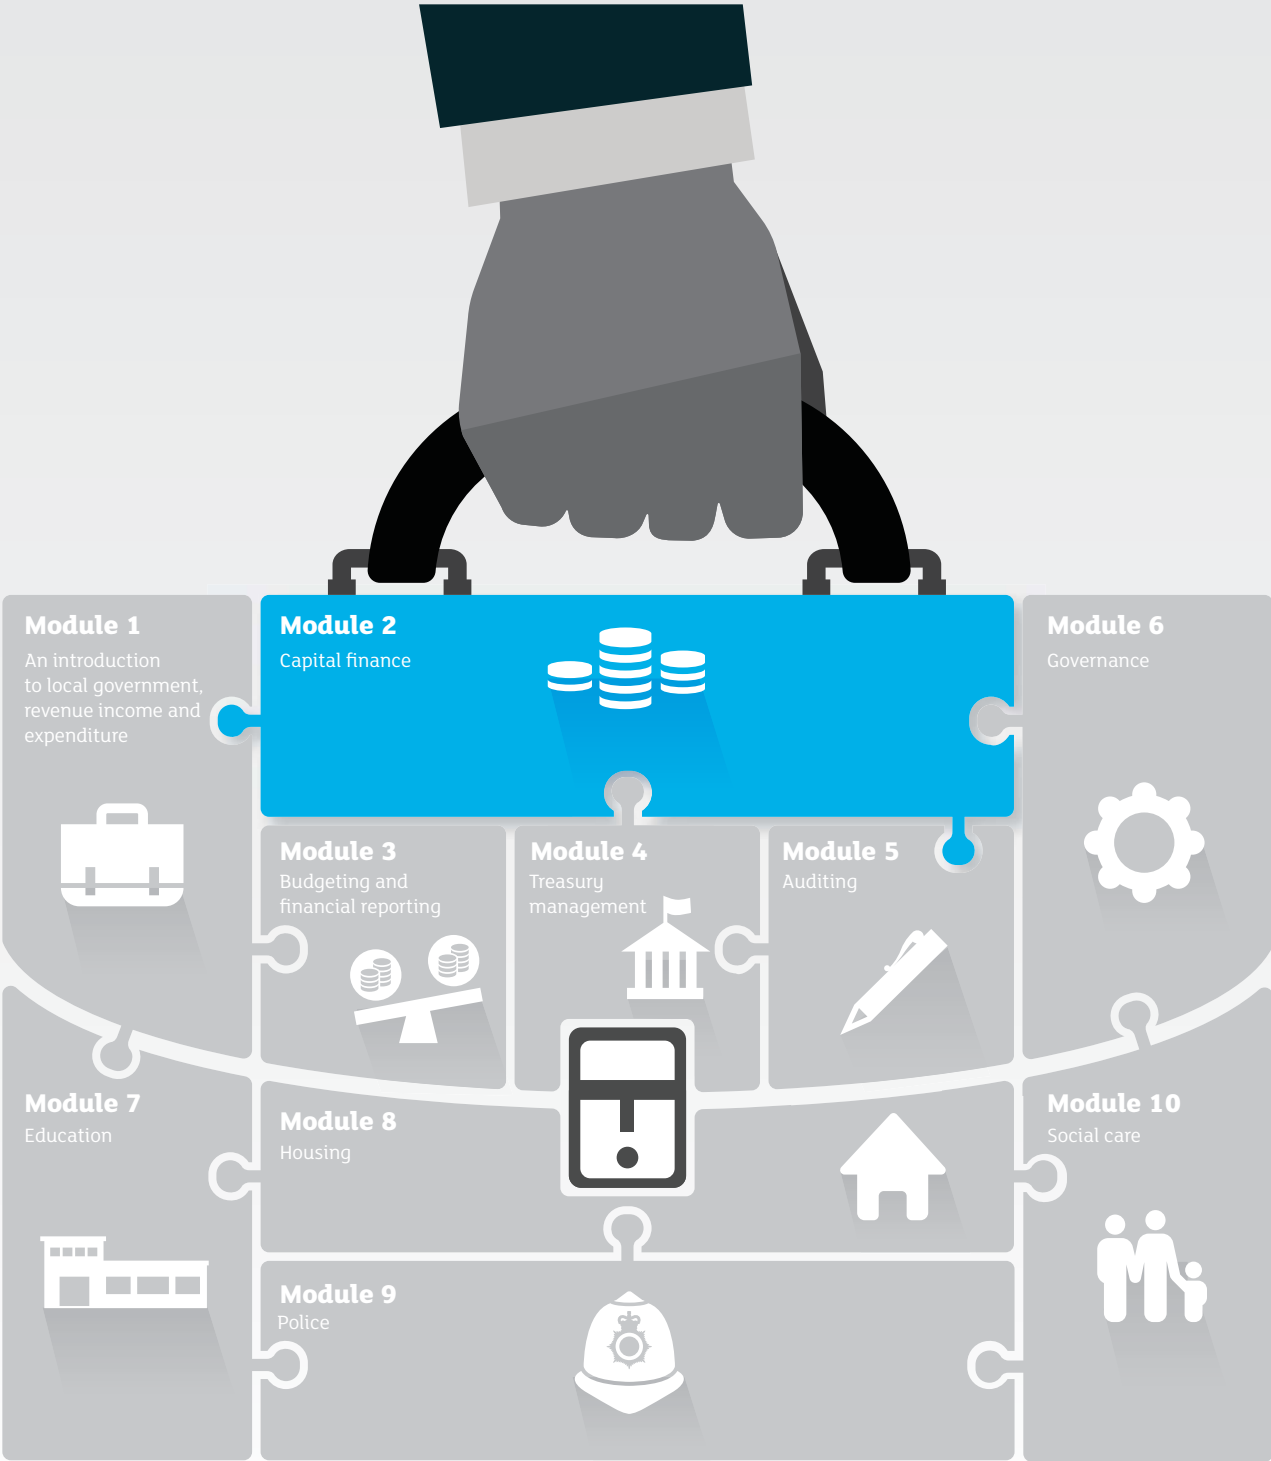 Module 1
An introduction
to local government,
revenue income and
expenditure
Module 2
Capital finance
Module 6
Governance
Module 3
Budgeting and
financial reporting
Module 4
Treasury
management
Module 5
Auditing
Module 7
Education
Module 8
Housing
Module 10
Social care
Module 9
Police